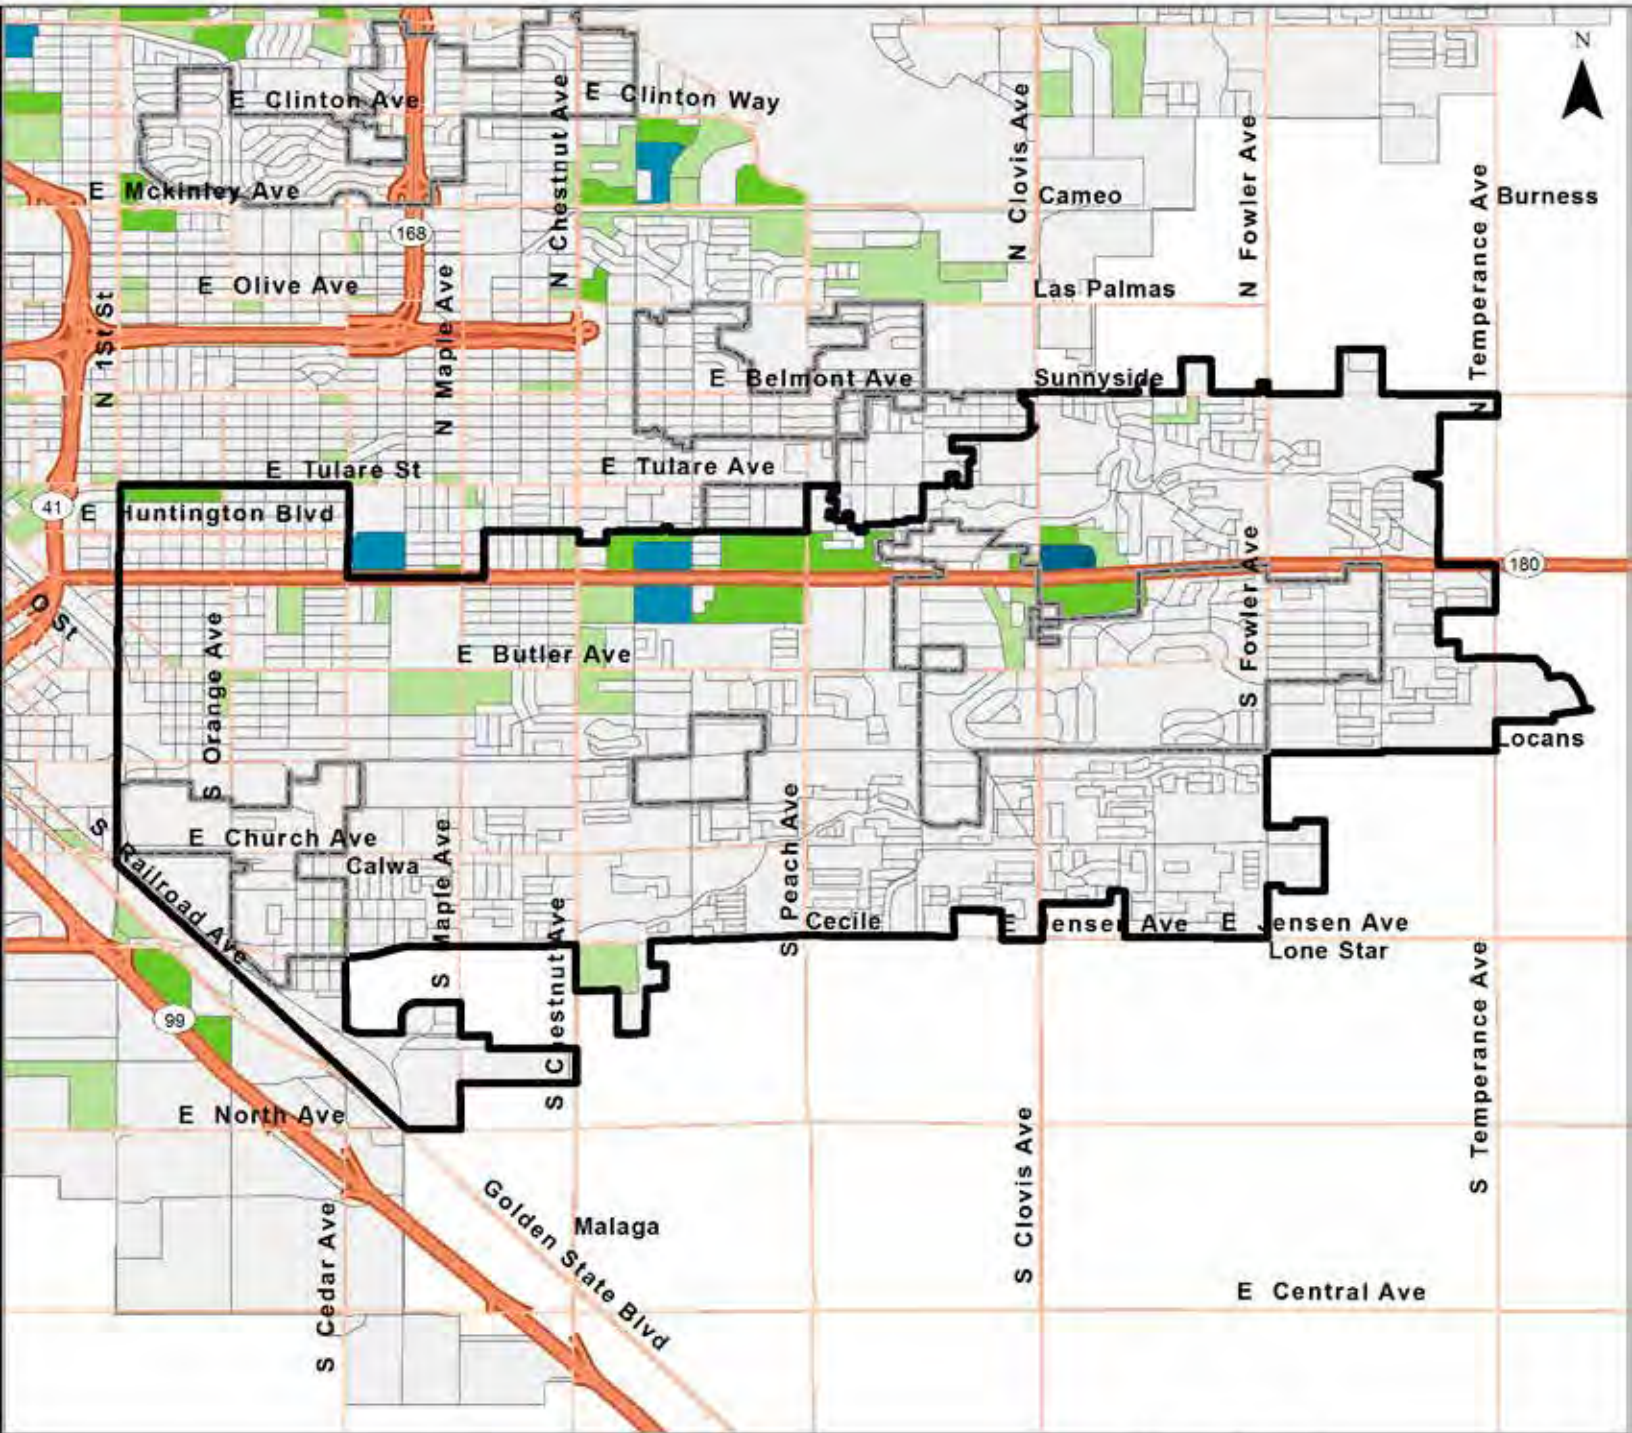 N
E Clinton Ave
E Clinton Way
N Chestnut Ave
N Clovis Ave
N Fowler Ave
N Temperance Ave
E Mckinley Ave
Cameo
Burness
168
E Olive Ave
Las Palmas
N 1St St
N Maple Ave
E Belmont Ave
Sunnyside
E Tulare St
E Tulare Ave
41
E Huntington Blvd
180
O St
S Orange Ave
E Butler Ave
S Fowler Ave
Locans
S Railroad Ave
E Church Ave
Calwa
S Maple Ave
S Peach Ave
Cecile
E Jensen Ave
E Jensen Ave
Lone Star
S Chestnut Ave
99
S Temperance Ave
E North Ave
S Clovis Ave
Golden State Blvd
Malaga
S Cedar Ave
E Central Ave